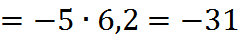 = −5 · 6,2 = −31